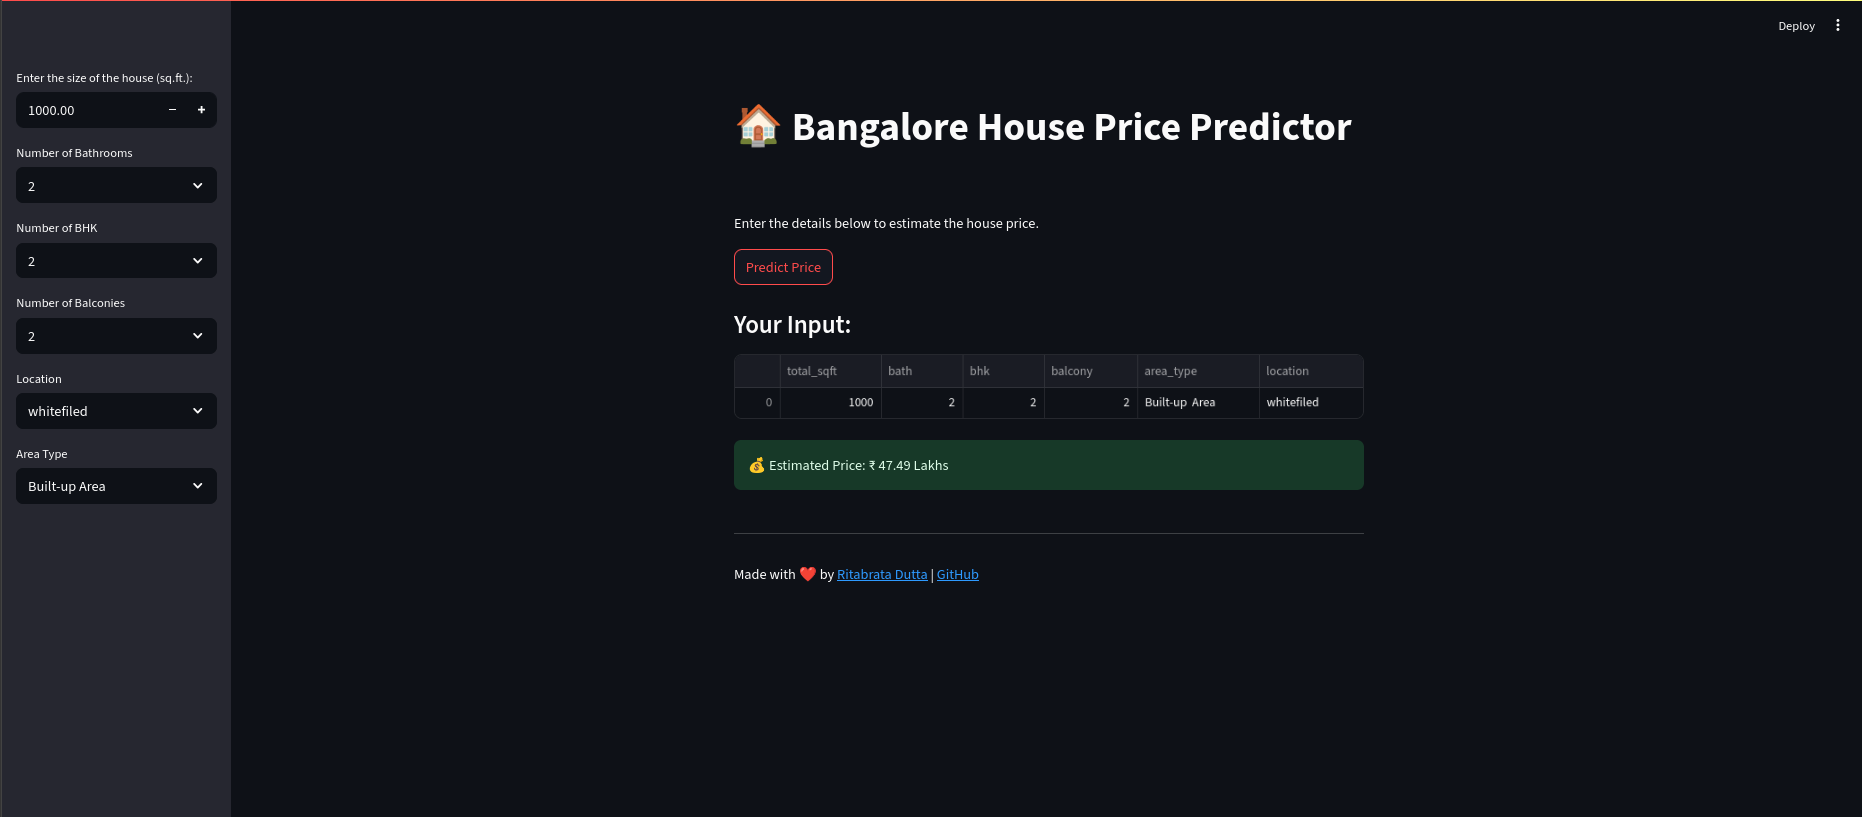 Deploy
Enter the size of the house (sq.ft.):
1000.00
Number of Bathrooms
2
Number of BHK
2
Number of Balconies
2
Location
whitefiled
Area Type
Built-up Area
Bangalore House Price Predictor
Enter the details below to estimate the house price.
Predict Price
Your Input:
total_sqft bath bhk balcony area_type location
0 1000 2 2 2 Built-up Area whitefiled
Estimated Price: ₹ 47.49 Lakhs
Made with ❤️ by Ritabrata Dutta | GitHub